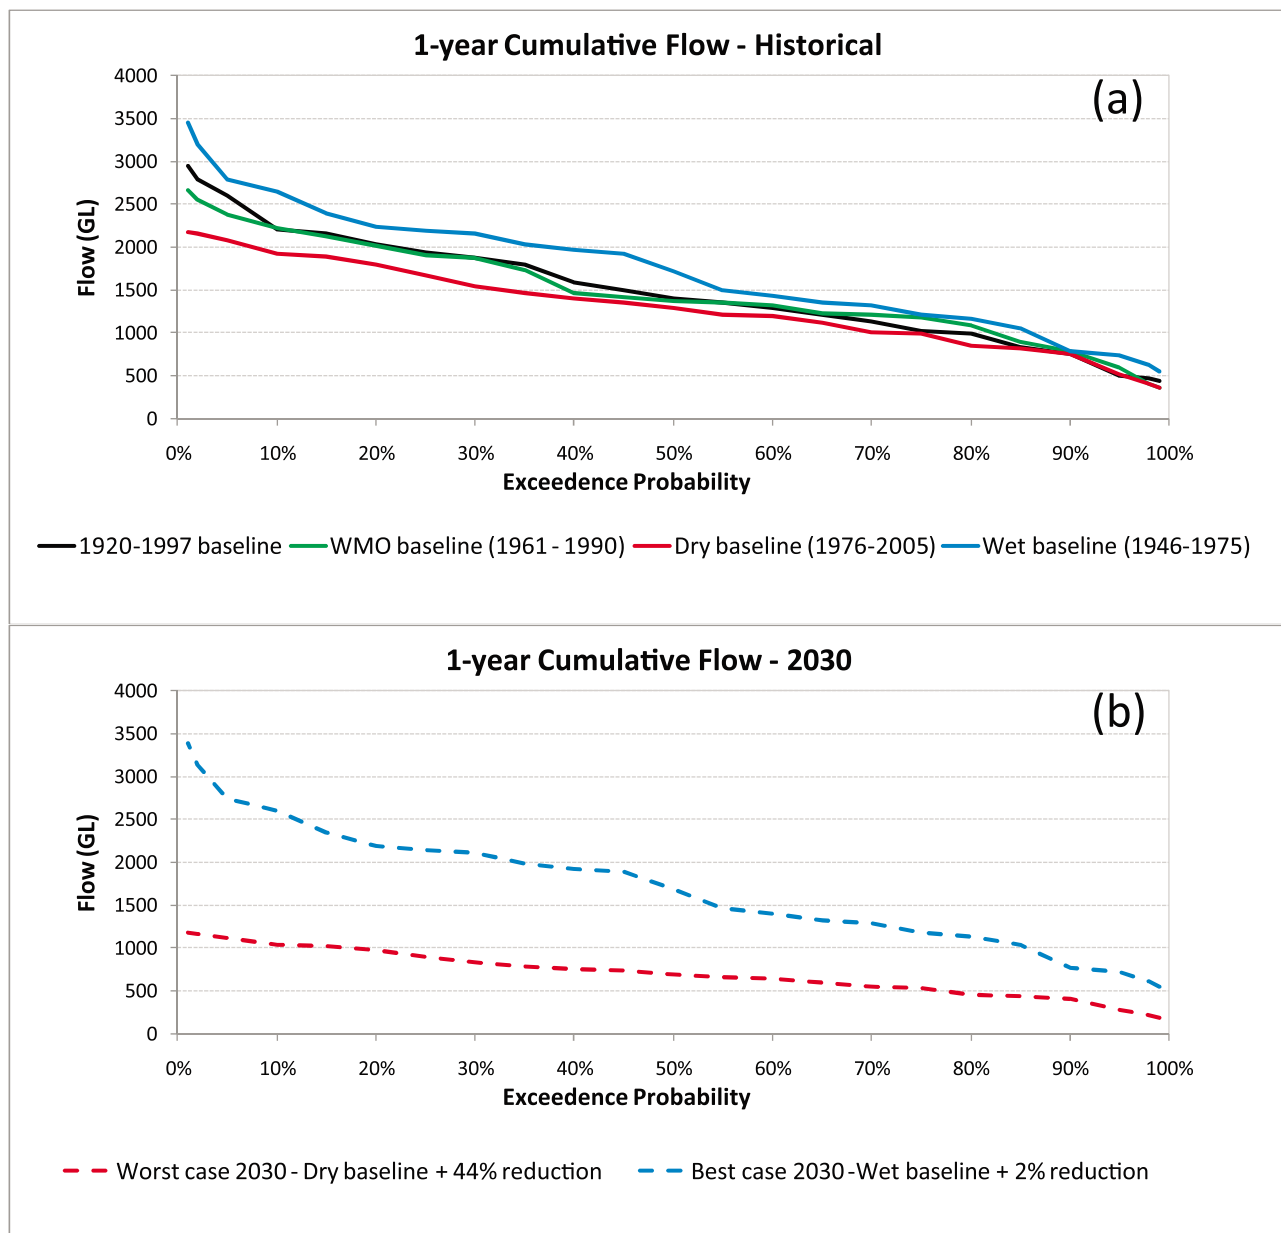 1-year Cumulative Flow - Historical
(a)
4000
3500
3000
2500
2000
1500
1000
500
0
Flow (GL)
0% 10% 20% 30% 40% 50% 60% 70% 80% 90% 100%
Exceedence Probability
1920-1997 baseline WMO baseline (1961 - 1990) Dry baseline (1976-2005) Wet baseline (1946-1975)
1-year Cumulative Flow - 2030
(b)
4000
3500
3000
2500
2000
1500
1000
500
0
Flow (GL)
0% 10% 20% 30% 40% 50% 60% 70% 80% 90% 100%
Exceedence Probability
Worst case 2030 - Dry baseline + 44% reduction Best case 2030 -Wet baseline + 2% reduction